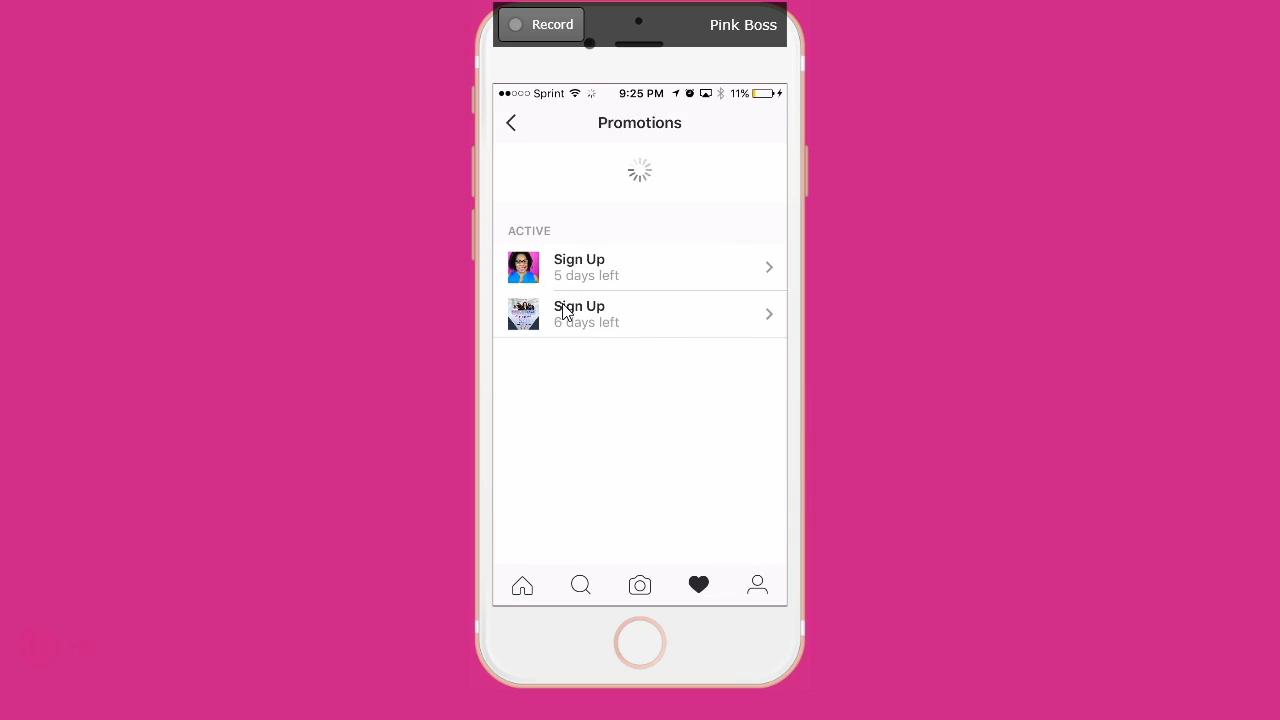 Record
Pink Boss
Sprint 9:25 PM 11%
Promotions
ACTIVE
Sign Up
5 days left
Sign Up
6 days left